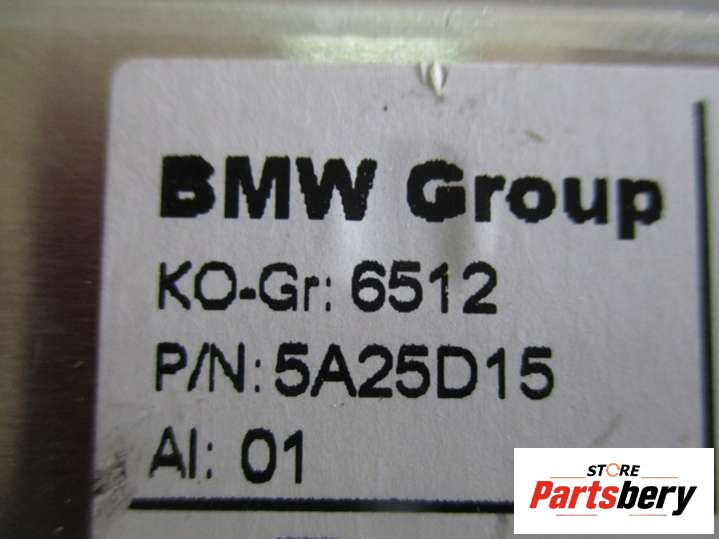 BMW Group
KO-Gr: 6512
P/N: 5A25D15
AI: 01
STORE
Partsbery